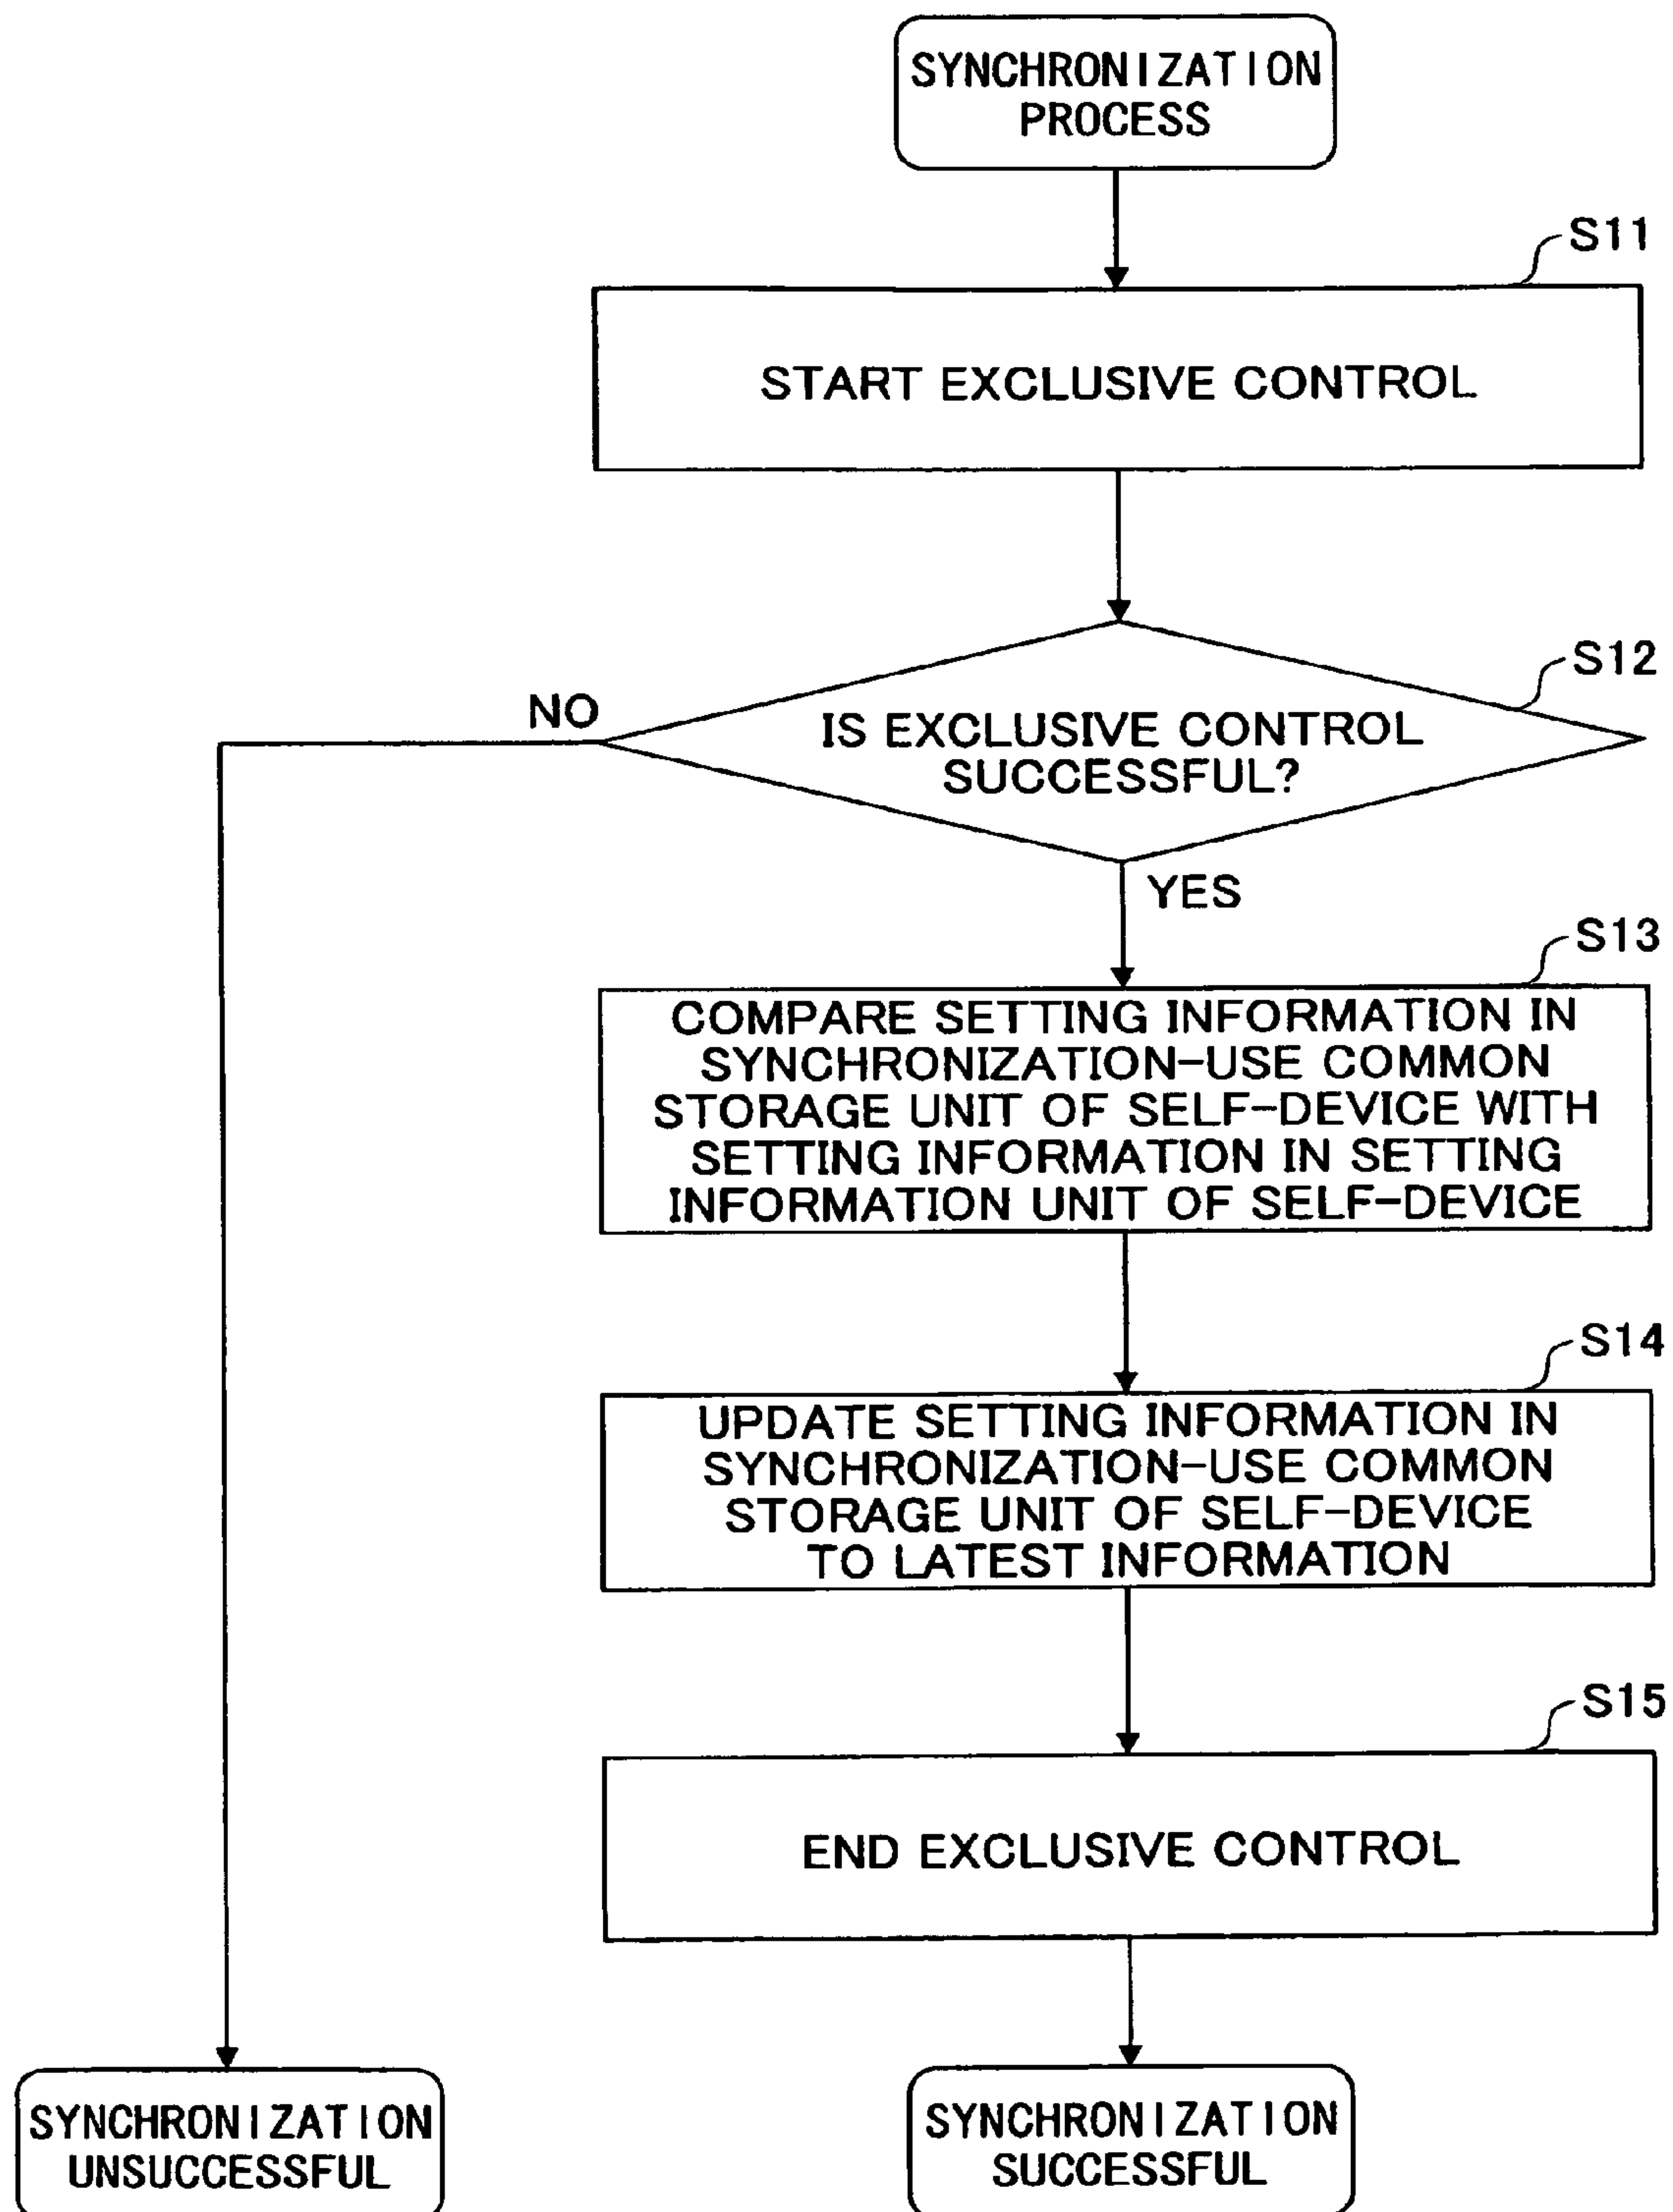 SYNCHRONIZATION
PROCESS
S11
START EXCLUSIVE CONTROL
S12
NO
IS EXCLUSIVE CONTROL
SUCCESSFUL?
YES
S13
COMPARE SETTING INFORMATION IN
SYNCHRONIZATION-USE COMMON
STORAGE UNIT OF SELF-DEVICE WITH
SETTING INFORMATION IN SETTING
INFORMATION UNIT OF SELF-DEVICE
S14
UPDATE SETTING INFORMATION IN
SYNCHRONIZATION-USE COMMON
STORAGE UNIT OF SELF-DEVICE
TO LATEST INFORMATION
S15
END EXCLUSIVE CONTROL
SYNCHRONIZATION
UNSUCCESSFUL
SYNCHRONIZATION
SUCCESSFUL